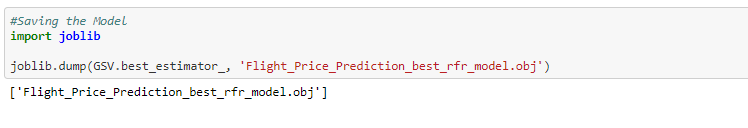 #Saving the Model
import joblib
joblib.dump(GSV.best_estimator_, 'Flight_Price_Prediction_best_rfr_model.obj')
['Flight_Price_Prediction_best_rfr_model.obj']